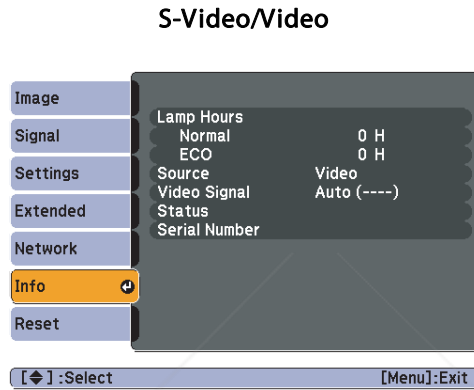 S-Video/Video
Image
Signal
Settings
Extended
Network
Info
Reset
Lamp Hours
Normal 0 H
ECO 0 H
Source Video
Video Signal Auto (----)
Status
Serial Number
[◆] :Select [Menu]:Exit